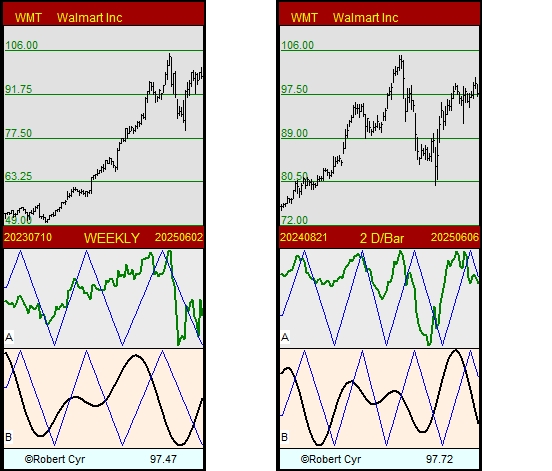 WMT Walmart Inc
106.00
91.75
77.50
63.25
49.00
20230710 WEEKLY 20250602
A
B
©Robert Cyr 97.47
WMT Walmart Inc
106.00
97.50
89.00
80.50
72.00
20240821 2 D/Bar 20250606
A
B
©Robert Cyr 97.72